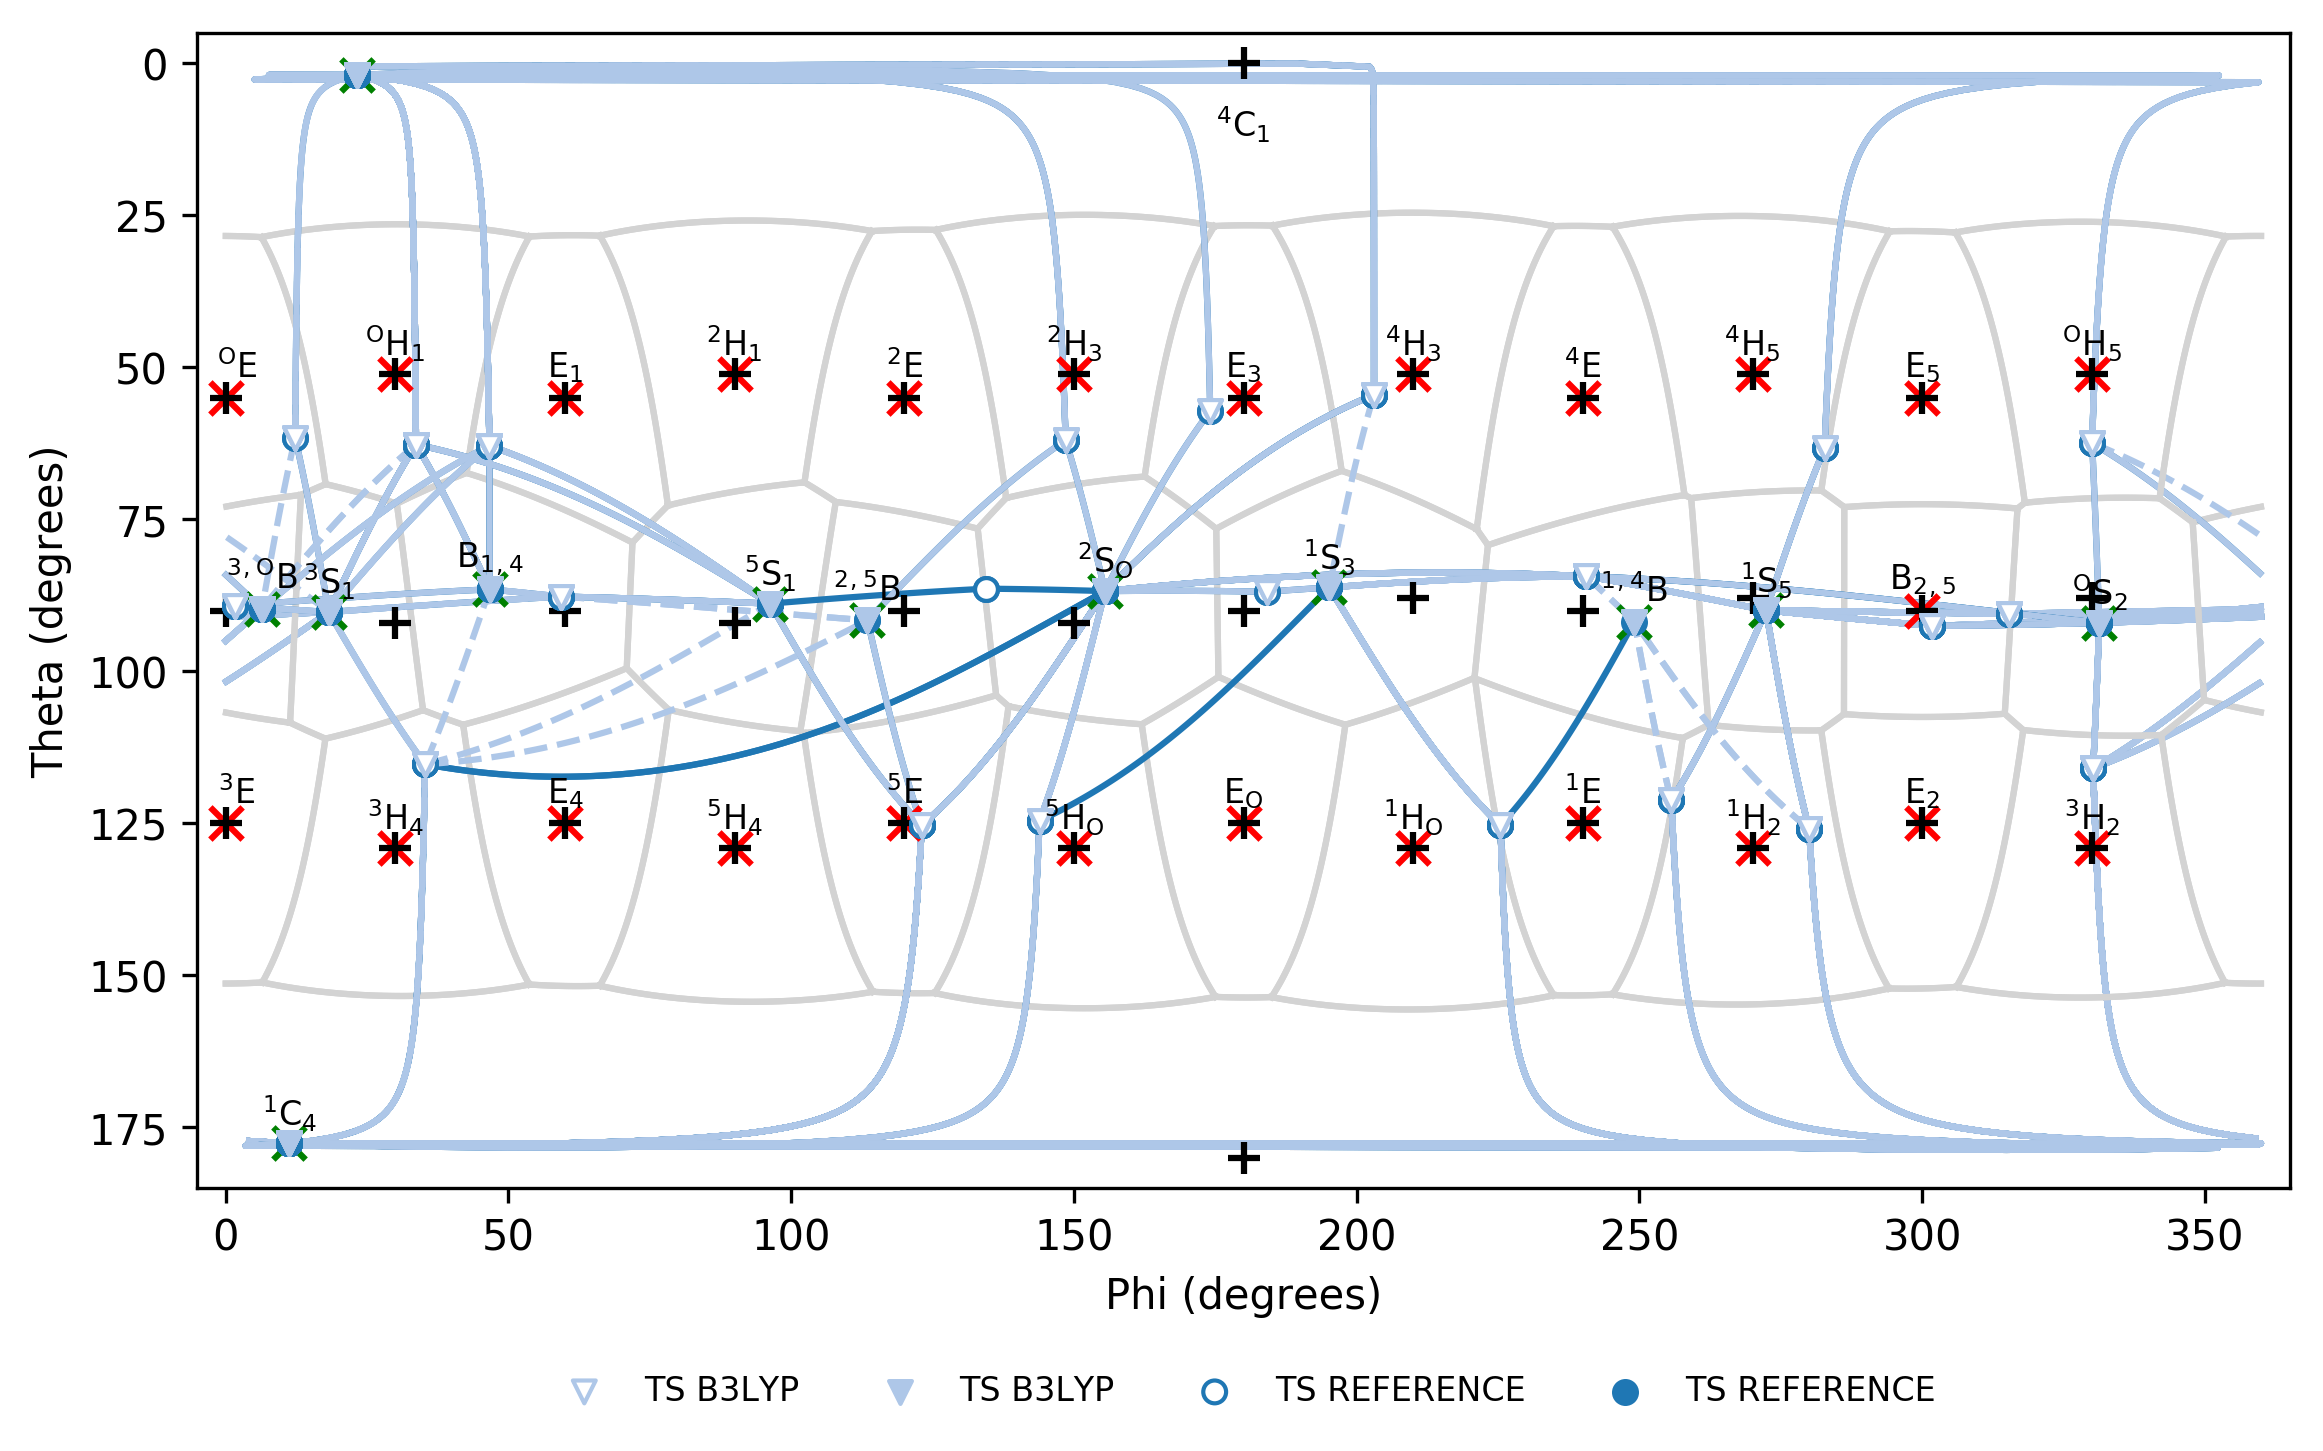 0
⁴C₁
25
ᴼH₁ ²H₁ ²H₃ ⁴H₃ ⁴H₅ ᴼH₅
ᴼE E₁ ²E E₃ ⁴E E₅
50
75
³,ᴼB ³S₁ B₁,₄ ⁵S₁ ²,⁵B ²Sₒ ¹S₃ ¹,⁴B ¹S₅ B₂,₅ ᴼS₂
100
³E E₄ ⁵E Eₒ ¹E E₂
³H₄ ⁵H₄ ⁵Hₒ ¹Hₒ ¹H₂ ³H₂
125
150
¹C₄
175
Theta (degrees)
0 50 100 150 200 250 300 350
Phi (degrees)
TS B3LYP TS B3LYP TS REFERENCE TS REFERENCE